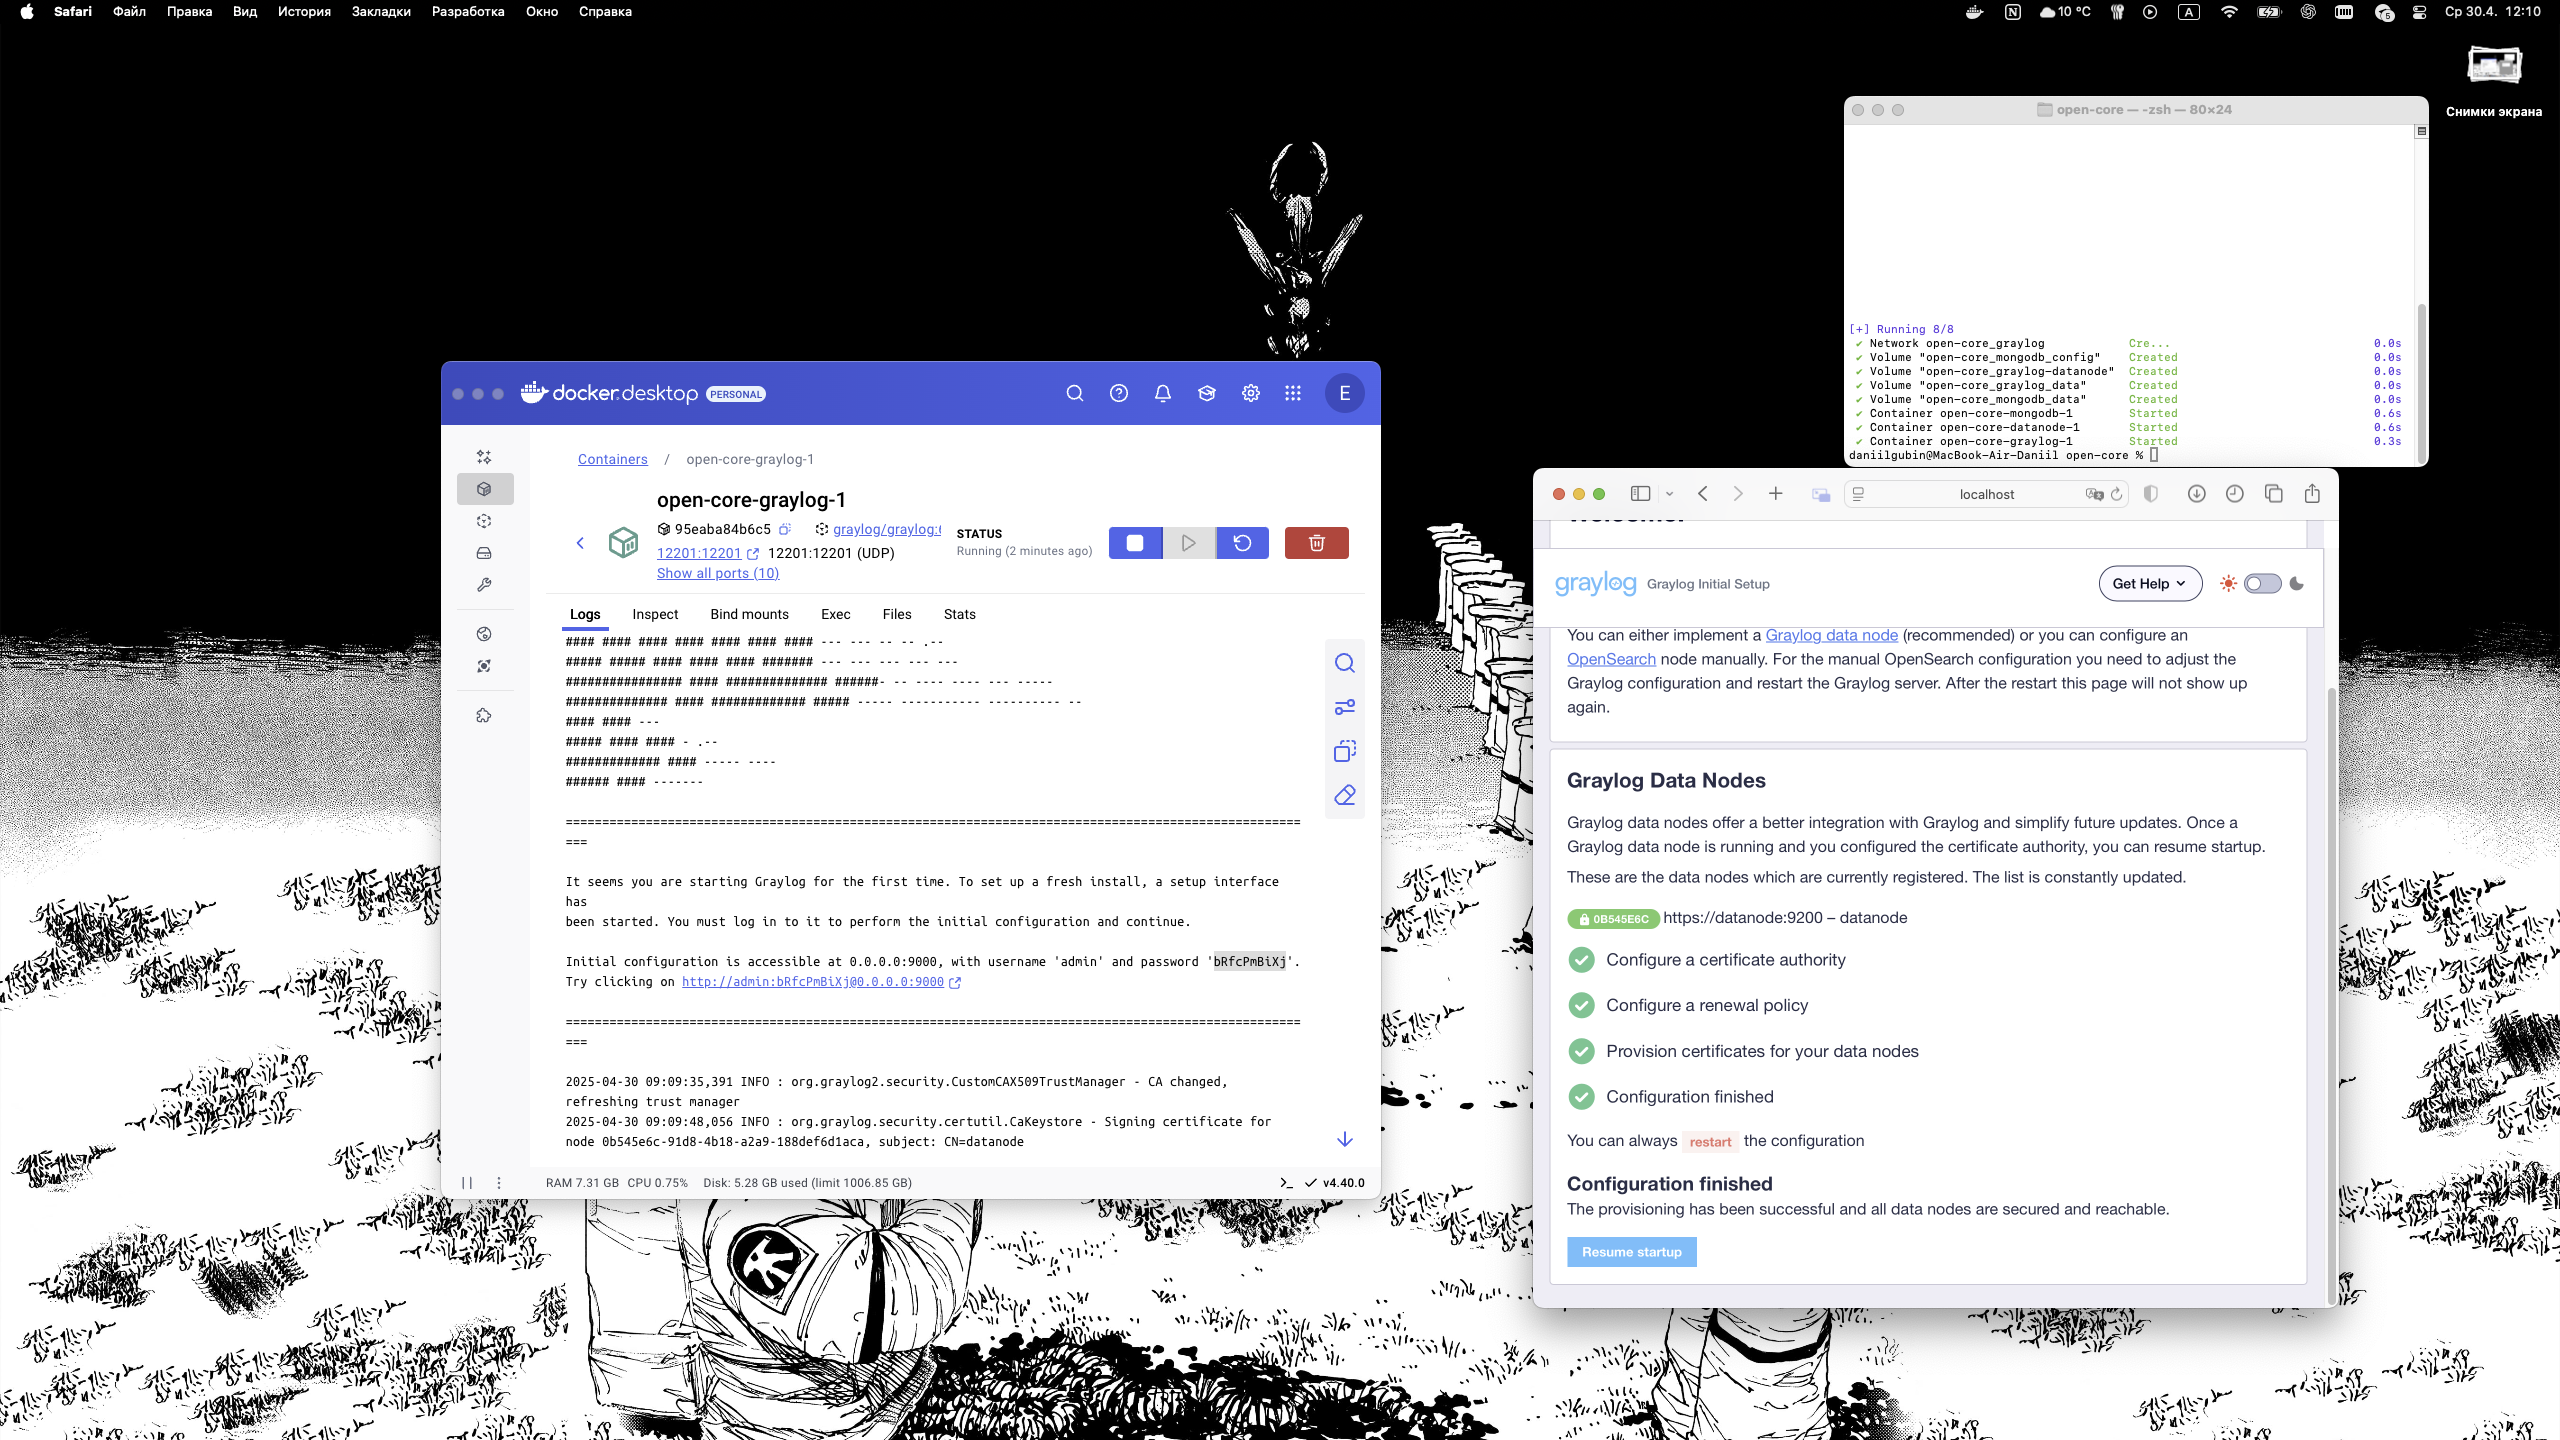 Safari Файл Правка Вид История Закладки Разработка Окно Справка
10 °C A 5 Ср 30.4. 12:10
Снимки экрана
open-core — -zsh — 80×24
[+] Running 8/8
✔ Network open-core_graylog Cre... 0.0s
✔ Volume "open-core_mongodb_config" Created 0.0s
✔ Volume "open-core_graylog-datanode" Created 0.0s
✔ Volume "open-core_graylog_data" Created 0.0s
✔ Volume "open-core_mongodb_data" Created 0.0s
✔ Container open-core-mongodb-1 Started 0.6s
✔ Container open-core-datanode-1 Started 0.6s
✔ Container open-core-graylog-1 Started 0.3s
daniilgubin@MacBook-Air-Daniil open-core %
docker desktop PERSONAL E
Containers / open-core-graylog-1
open-core-graylog-1
95eaba84b6c5 graylog/graylog:
12201:12201 12201:12201 (UDP)
Show all ports (10)
STATUS
Running (2 minutes ago)
Logs Inspect Bind mounts Exec Files Stats
#### #### #### #### #### #### #### --- --- -- -- .--
##### ##### #### #### #### ####### --- --- --- --- ---
################ #### ############## ######- -- ---- ---- --- -----
############## #### ############# ##### ----- ----------- ---------- --
#### #### ---
##### #### #### - .--
############# #### ----- ----
###### #### -------
======================================================================================================
===
It seems you are starting Graylog for the first time. To set up a fresh install, a setup interface
has
been started. You must log in to it to perform the initial configuration and continue.
Initial configuration is accessible at 0.0.0.0:9000, with username 'admin' and password 'bRfcPmBiXj'.
Try clicking on http://admin:bRfcPmBiXj@0.0.0.0:9000
======================================================================================================
===
2025-04-30 09:09:35,391 INFO : org.graylog2.security.CustomCAX509TrustManager - CA changed,
refreshing trust manager
2025-04-30 09:09:48,056 INFO : org.graylog.security.certutil.CaKeystore - Signing certificate for
node 0b545e6c-91d8-4b18-a2a9-188def6d1aca, subject: CN=datanode
RAM 7.31 GB CPU 0.75% Disk: 5.28 GB used (limit 1006.85 GB) v4.40.0
localhost
graylog Graylog Initial Setup Get Help
You can either implement a Graylog data node (recommended) or you can configure an
OpenSearch node manually. For the manual OpenSearch configuration you need to adjust the
Graylog configuration and restart the Graylog server. After the restart this page will not show up
again.
Graylog Data Nodes
Graylog data nodes offer a better integration with Graylog and simplify future updates. Once a
Graylog data node is running and you configured the certificate authority, you can resume startup.
These are the data nodes which are currently registered. The list is constantly updated.
0B545E6C https://datanode:9200 – datanode
Configure a certificate authority
Configure a renewal policy
Provision certificates for your data nodes
Configuration finished
You can always restart the configuration
Configuration finished
The provisioning has been successful and all data nodes are secured and reachable.
Resume startup